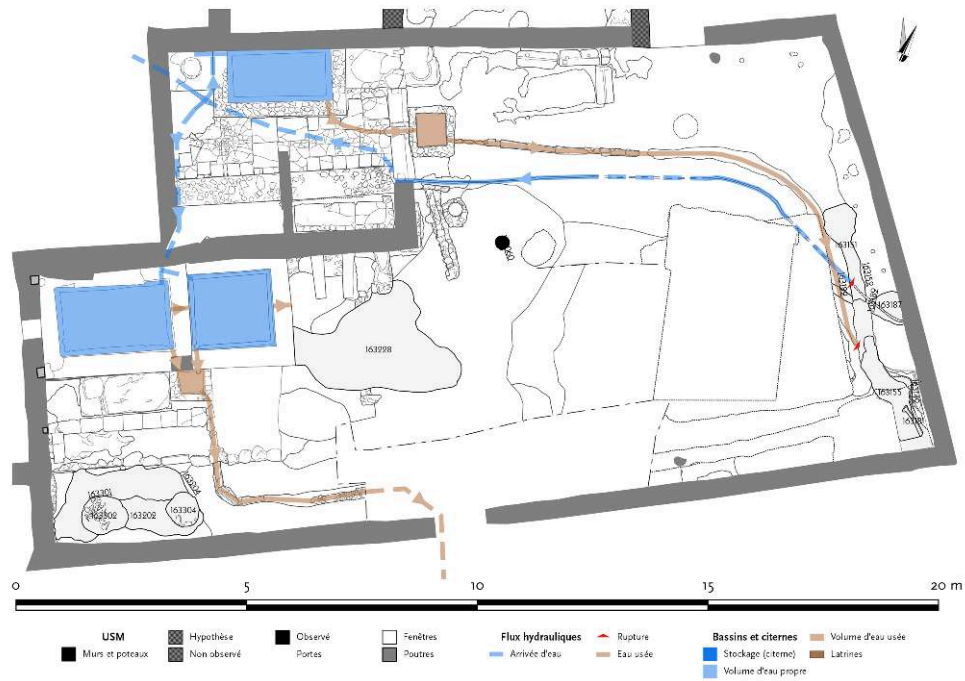 163151
163152
163187
163228
163155
163204
163301
163302
163202
163304
0
5
10
15
20 m
USM
Murs et poteaux
Hypothèse
Non observé
Observé
Portes
Fenêtres
Poutres
Flux hydrauliques
Arrivée d'eau
Rupture
Eau usée
Bassins et citernes
Stockage (citerne)
Volume d'eau propre
Volume d'eau usée
Latrines